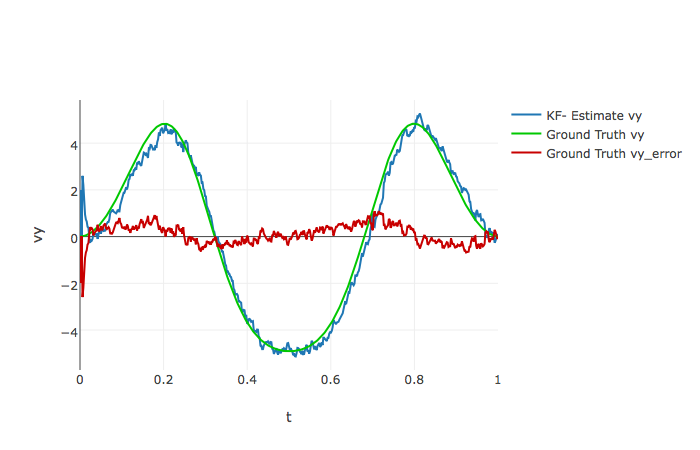 KF- Estimate vy
Ground Truth vy
Ground Truth vy_error
4
2
0
−2
−4
vy
0
0.2
0.4
0.6
0.8
1
t